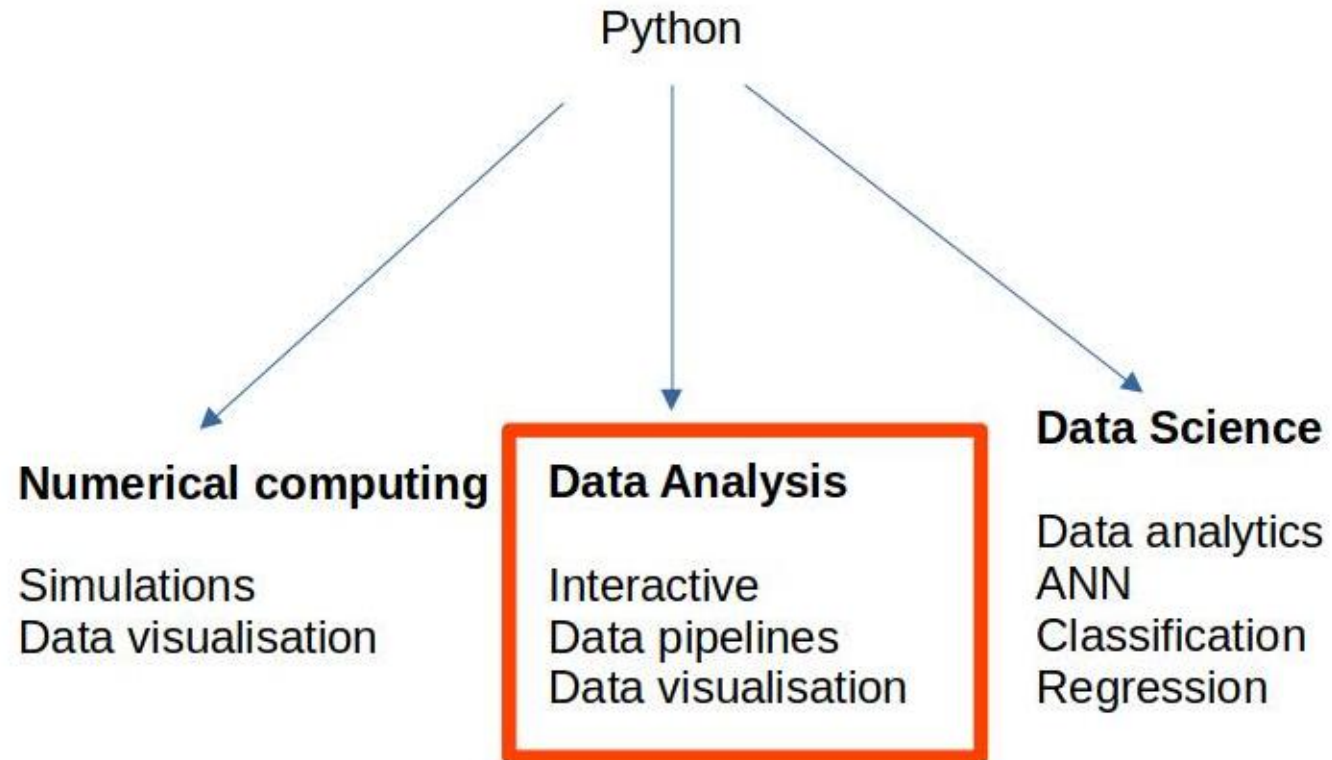 Python
Numerical computing
Simulations
Data visualisation
Data Analysis
Interactive
Data pipelines
Data visualisation
Data Science
Data analytics
ANN
Classification
Regression